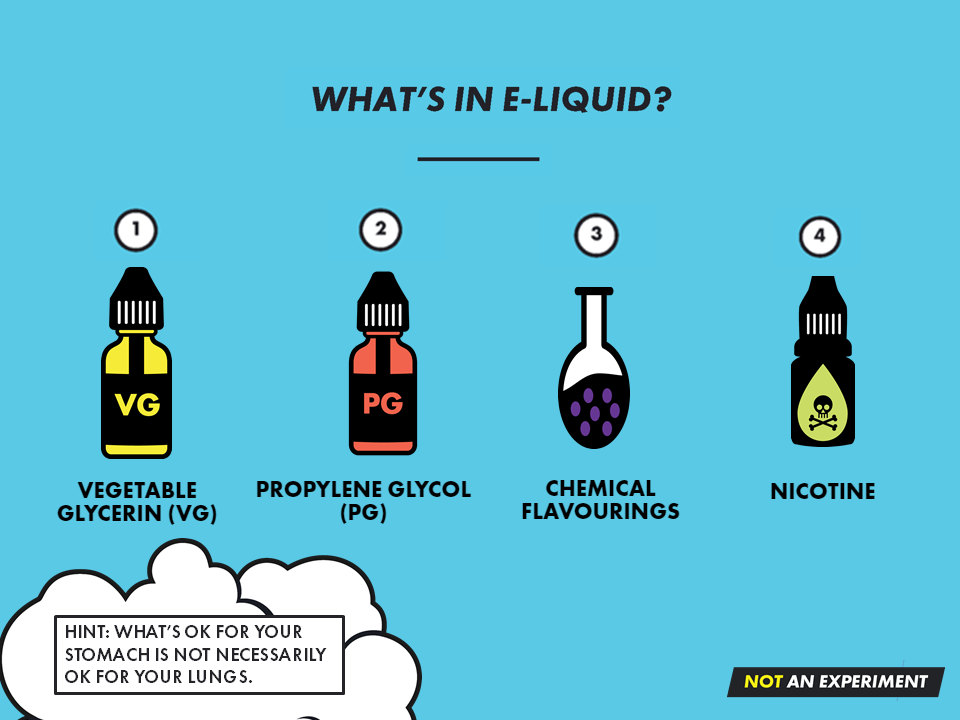 WHAT'S IN E-LIQUID?
1
2
3
4
VG
PG
VEGETABLE
GLYCERIN (VG)
PROPYLENE GLYCOL
(PG)
CHEMICAL
FLAVOURINGS
NICOTINE
HINT: WHAT'S OK FOR YOUR
STOMACH IS NOT NECESSARILY
OK FOR YOUR LUNGS.
NOT AN EXPERIMENT